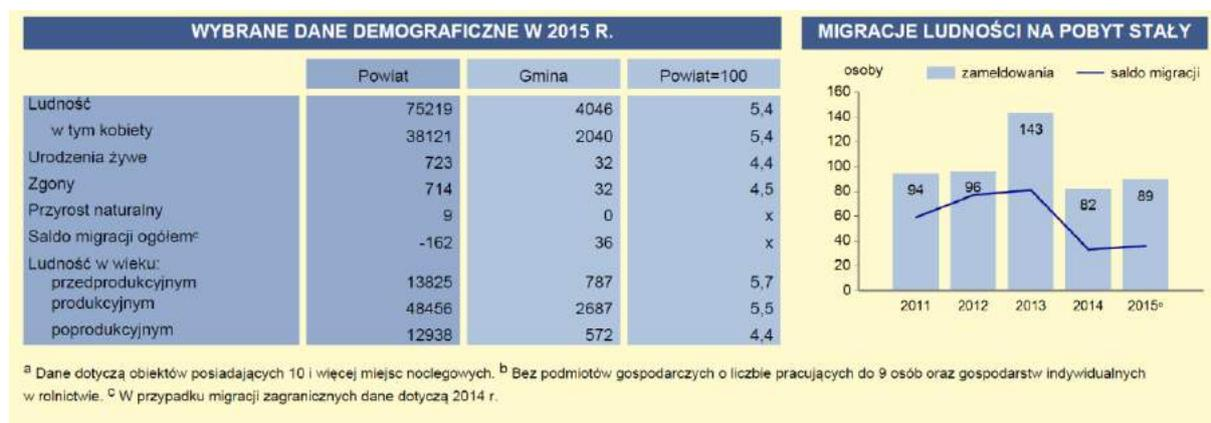 WYBRANE DANE DEMOGRAFICZNE W 2015 R.
Powiat Gmina Powiat=100
Ludność 75219 4046 5,4
w tym kobiety 38121 2040 5,4
Urodzenia żywe 723 32 4,4
Zgony 714 32 4,5
Przyrost naturalny 9 0 x
Saldo migracji ogółemᶜ -162 36 x
Ludność w wieku:
przedprodukcyjnym 13825 787 5,7
produkcyjnym 48456 2687 5,5
poprodukcyjnym 12938 572 4,4
MIGRACJE LUDNOŚCI NA POBYT STAŁY
osoby zameldowania saldo migracji
160
140
120
100
80
60
40
20
0
94 96 143 82 89
2011 2012 2013 2014 2015ᶜ
ᵃ Dane dotyczą obiektów posiadających 10 i więcej miejsc noclegowych. ᵇ Bez podmiotów gospodarczych o liczbie pracujących do 9 osób oraz gospodarstw indywidualnych
w rolnictwie. ᶜ W przypadku migracji zagranicznych dane dotyczą 2014 r.